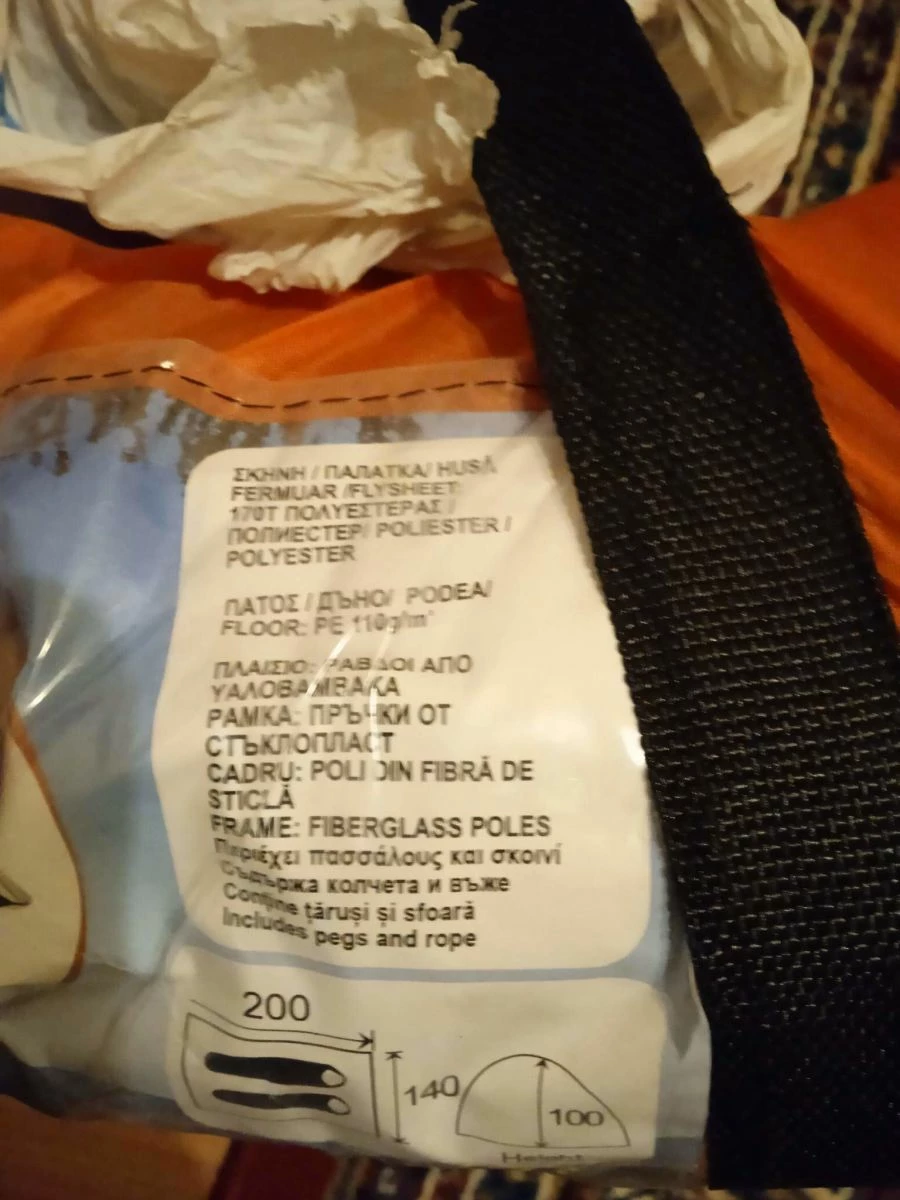 ΣΚΗΝΗ / ΠΑΛΑΤΚΑ/ HUSĂ
FERMUAR /FLYSHEET:
170T ΠΟΛΥΕΣΤΕΡΑΣ /
ПОЛИЕСТЕР/ POLIESTER /
POLYESTER
ΠΑΤΟΣ / ДЪНО/ PODEA/
FLOOR: PE 110g/m²
ΠΛΑΙΣΙΟ: ΡΑΒΔΟΙ ΑΠΟ
ΥΑΛΟΒΑΜΒΑΚΑ
РАМКА: ПРЪЧКИ ОТ
СТЪКЛОПЛАСТ
CADRU: POLI DIN FIBRĂ DE
STICLĂ
FRAME: FIBERGLASS POLES
Περιέχει πασσάλους και σκοινί
Съдържа колчета и въже
Conține țăruși și sfoară
Includes pegs and rope
200
140
100
Height